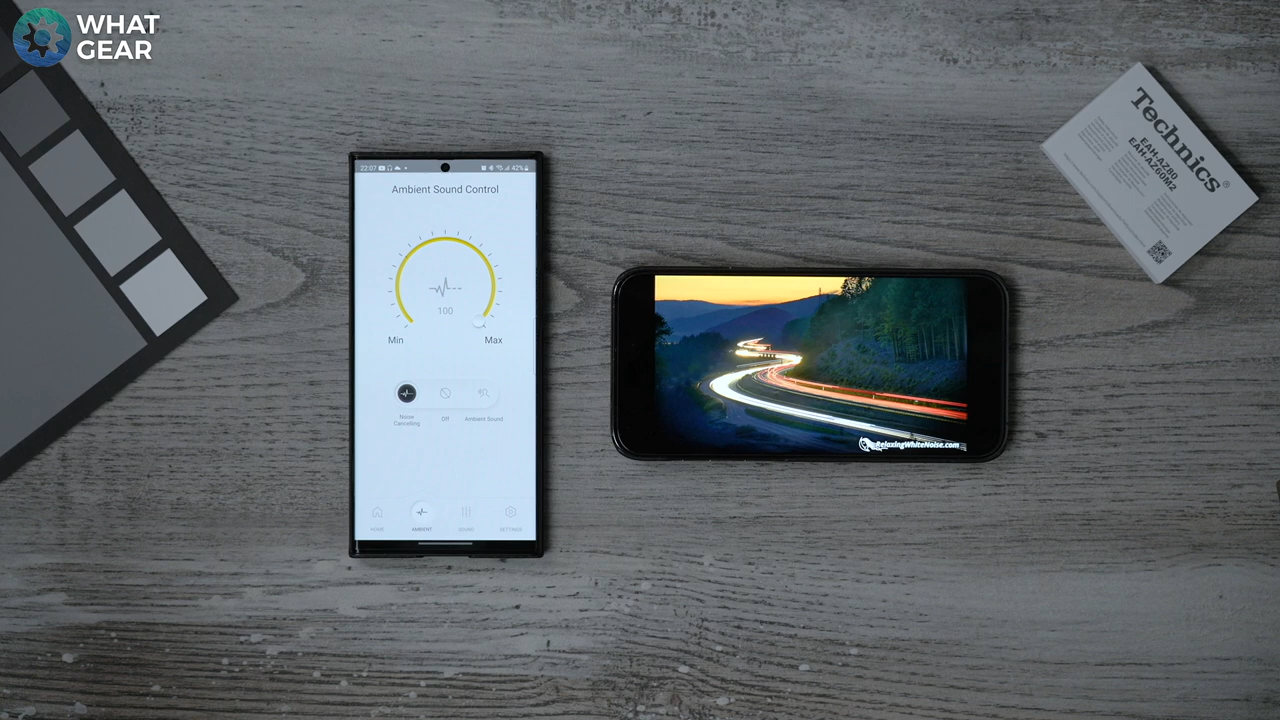 WHAT
GEAR
22:07
42%
Ambient Sound Control
100
Min
Max
Noise
Cancelling
Off
Ambient Sound
HOME
AMBIENT
SOUND
SETTINGS
RelaxingWhiteNoise.com
Technics®
EAH-AZ80
EAH-AZ60M2